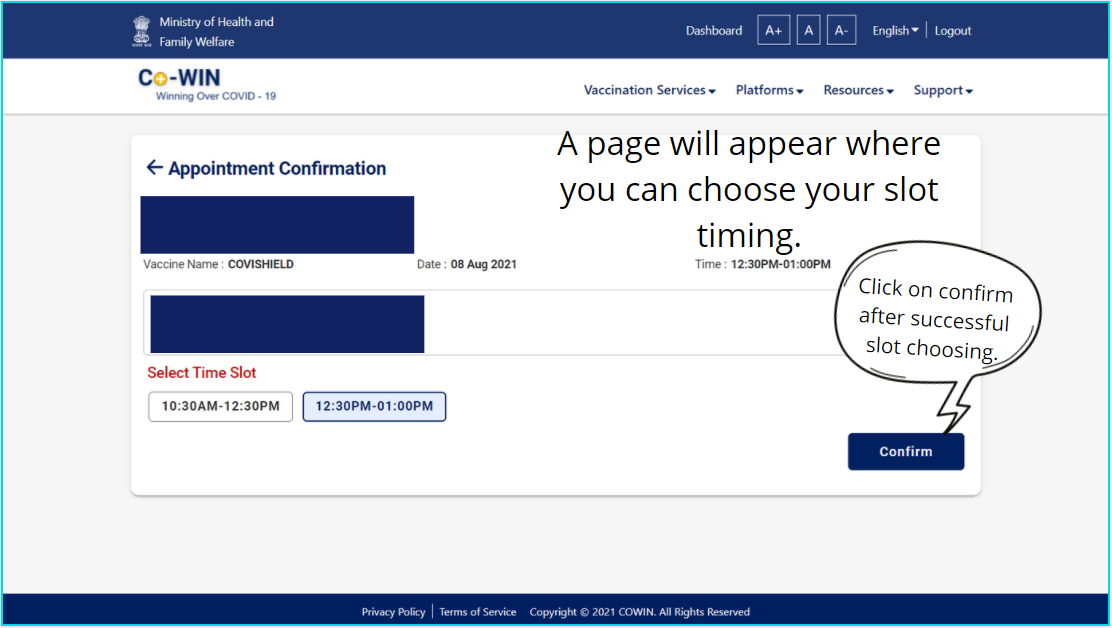 Ministry of Health and
Family Welfare
Dashboard A+ A A- English Logout
CO-WIN
Winning Over COVID - 19
Vaccination Services Platforms Resources Support
A page will appear where
you can choose your slot
timing.
Appointment Confirmation
Vaccine Name : COVISHIELD Date : 08 Aug 2021 Time : 12:30PM-01:00PM
Click on confirm
after successful
slot choosing.
Select Time Slot
10:30AM-12:30PM 12:30PM-01:00PM
Confirm
Privacy Policy Terms of Service Copyright © 2021 COWIN. All Rights Reserved